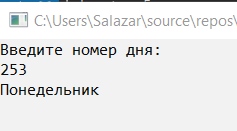 C:\Users\Salazar\source\repos\
Введите номер дня:
253
Понедельник